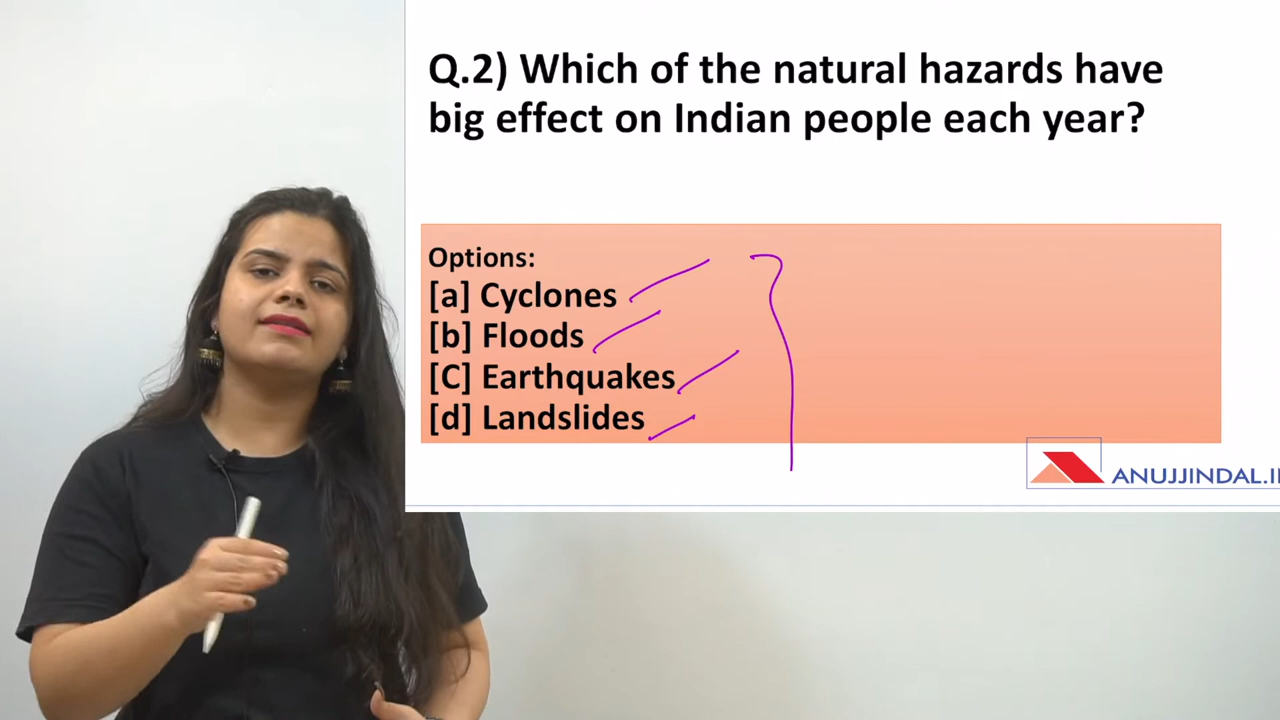 Q.2) Which of the natural hazards have
big effect on Indian people each year?
Options:
[a] Cyclones
[b] Floods
[C] Earthquakes
[d] Landslides
ANUJJINDAL.I